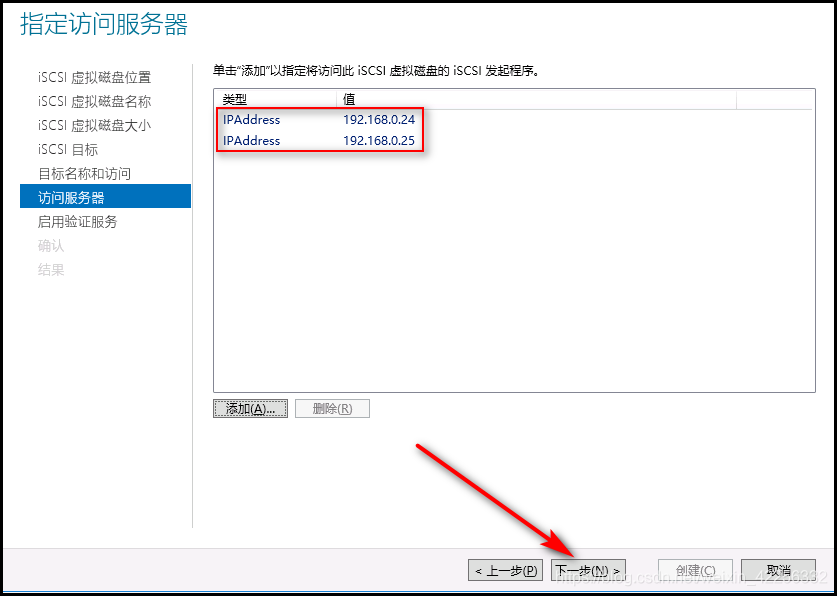 指定访问服务器
iSCSI 虚拟磁盘位置
iSCSI 虚拟磁盘名称
iSCSI 虚拟磁盘大小
iSCSI 目标
目标名称和访问
访问服务器
启用验证服务
确认
结果
单击“添加”以指定将访问此 iSCSI 虚拟磁盘的 iSCSI 发起程序。
类型 值
IPAddress 192.168.0.24
IPAddress 192.168.0.25
添加(A)... 删除(R)
< 上一步(P) 下一步(N) > 创建(C) 取消